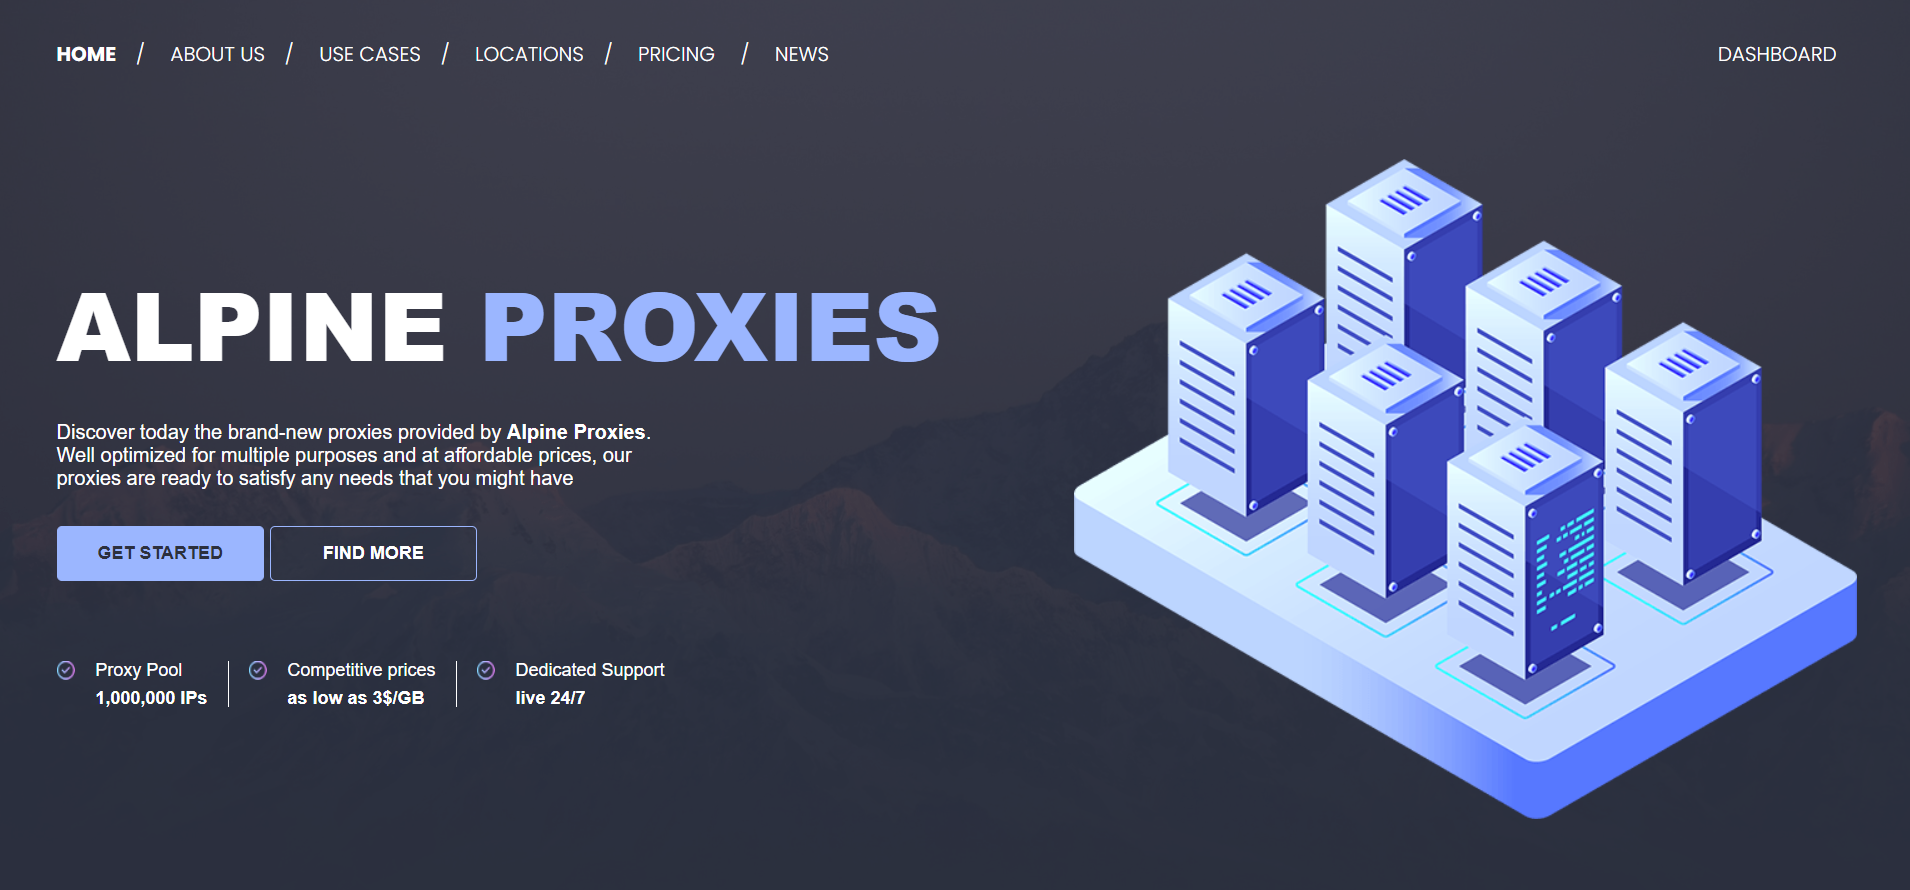 HOME / ABOUT US / USE CASES / LOCATIONS / PRICING / NEWS DASHBOARD
ALPINE PROXIES
Discover today the brand-new proxies provided by Alpine Proxies.
Well optimized for multiple purposes and at affordable prices, our
proxies are ready to satisfy any needs that you might have
GET STARTED FIND MORE
Proxy Pool
1,000,000 IPs
Competitive prices
as low as 3$/GB
Dedicated Support
live 24/7